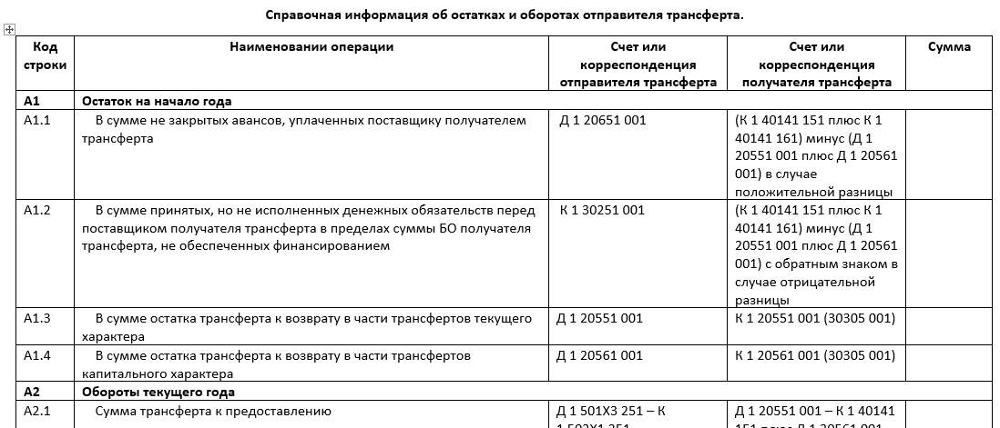 Справочная информация об остатках и оборотах отправителя трансферта.
Код строки
Наименовании операции
Счет или корреспонденция отправителя трансферта
Счет или корреспонденция получателя трансферта
Сумма
А1
Остаток на начало года
А1.1
В сумме не закрытых авансов, уплаченных поставщику получателем
трансферта
Д 1 20651 001
(К 1 40141 151 плюс К 1
40141 161) минус (Д 1
20551 001 плюс Д 1 20561
001) в случае
положительной разницы
А1.2
В сумме принятых, но не исполненных денежных обязательств перед
поставщиком получателя трансферта в пределах суммы БО получателя
трансферта, не обеспеченных финансированием
К 1 30251 001
(К 1 40141 151 плюс К 1
40141 161) минус (Д 1
20551 001 плюс Д 1 20561
001) с обратным знаком в
случае отрицательной
разницы
А1.3
В сумме остатка трансферта к возврату в части трансфертов текущего
характера
Д 1 20551 001
К 1 20551 001 (30305 001)
А1.4
В сумме остатка трансферта к возврату в части трансфертов
капитального характера
Д 1 20561 001
К 1 20561 001 (30305 001)
А2
Обороты текущего года
А2.1
Сумма трансферта к предоставлению
Д 1 501Х3 251 – К
1 502Х1 251
Д 1 20551 001 – К 1 40141
151 плюс Д 1 20561 001